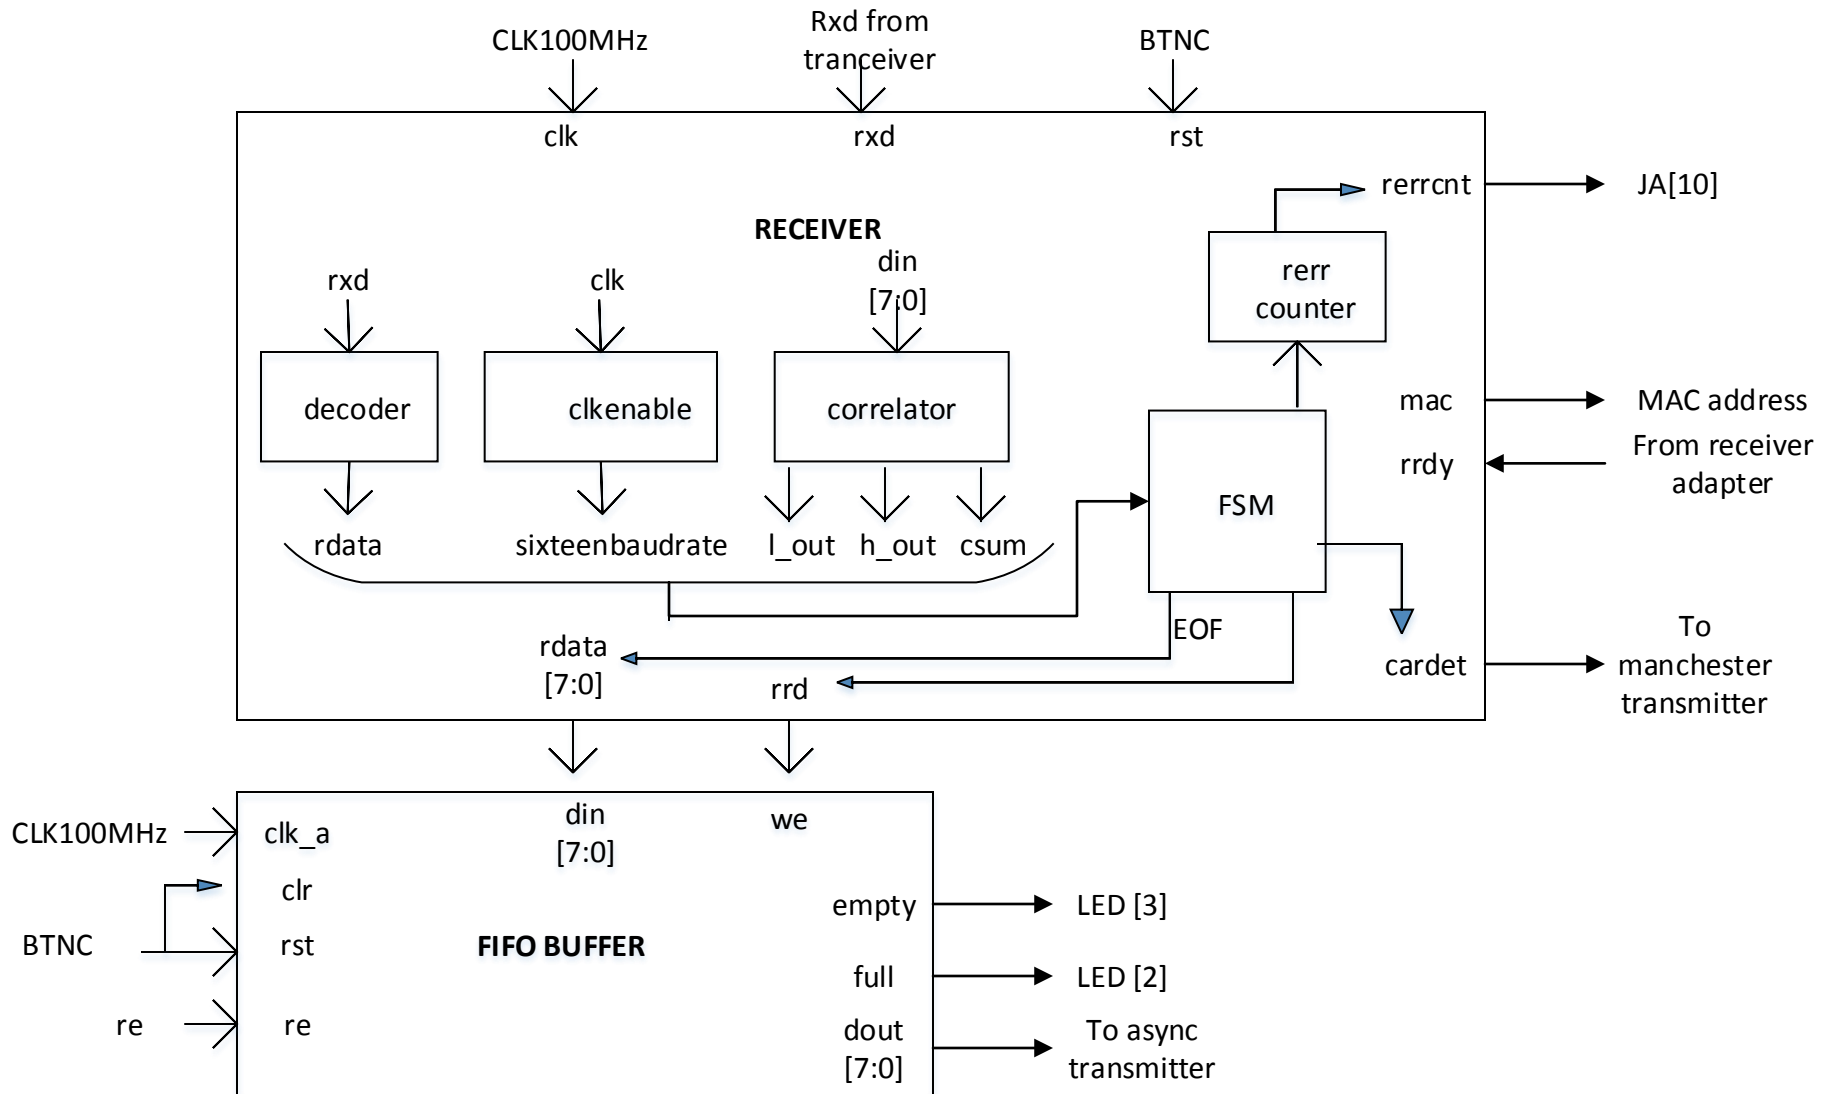 CLK100MHz
Rxd from
tranceiver
BTNC
clk
rxd
rst
rerrcnt
JA[10]
RECEIVER
rxd
clk
din
[7:0]
rerr
counter
decoder
clkenable
correlator
mac
MAC address
rrdy
From receiver
adapter
FSM
rdata
sixteenbaudrate
l_out
h_out
csum
EOF
rdata
[7:0]
rrd
cardet
To
manchester
transmitter
CLK100MHz
clk_a
din
[7:0]
we
clr
empty
LED [3]
BTNC
rst
FIFO BUFFER
full
LED [2]
re
re
dout
[7:0]
To async
transmitter